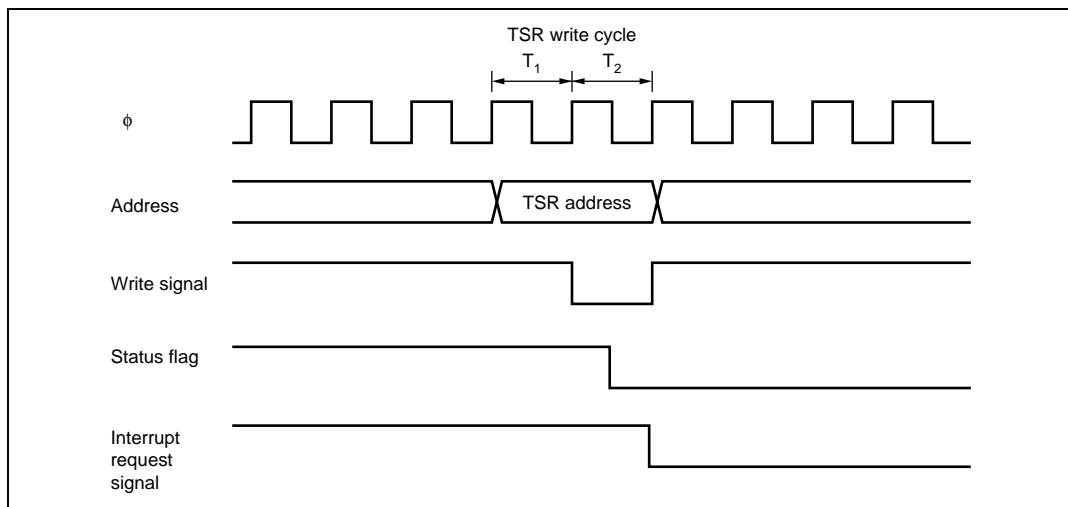 TSR write cycle
T1 T2
ϕ
Address
TSR address
Write signal
Status flag
Interrupt
request
signal